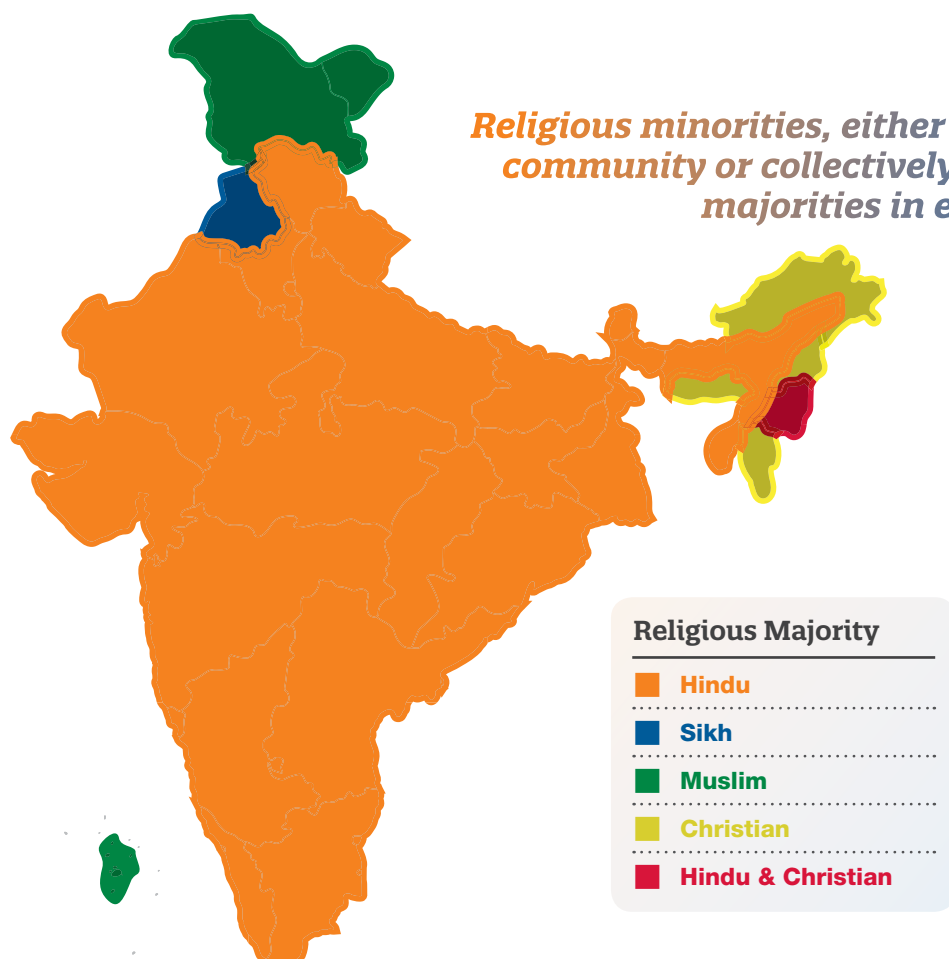 Religious minorities, either
community or collectively
majorities in e
Religious Majority
Hindu
Sikh
Muslim
Christian
Hindu & Christian